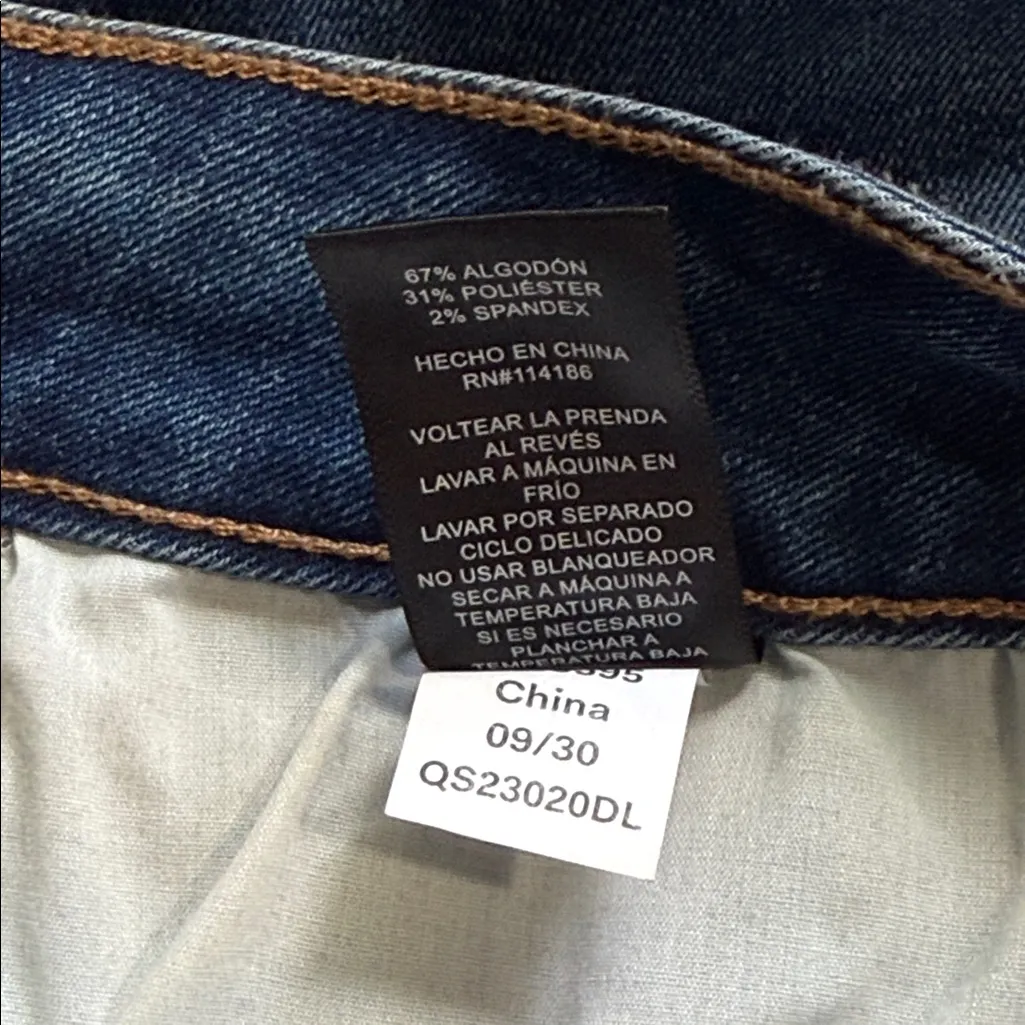 67% ALGODÓN
31% POLIÉSTER
2% SPANDEX
HECHO EN CHINA
RN#114186
VOLTEAR LA PRENDA
AL REVÉS
LAVAR A MÁQUINA EN
FRÍO
LAVAR POR SEPARADO
CICLO DELICADO
NO USAR BLANQUEADOR
SECAR A MÁQUINA A
TEMPERATURA BAJA
SI ES NECESARIO
PLANCHAR A
TEMPERATURA BAJA
China
09/30
QS23020DL